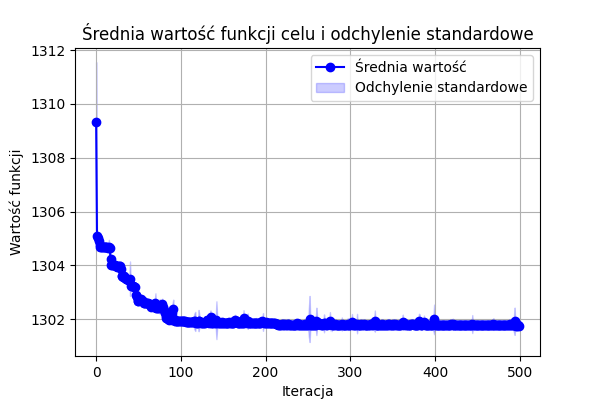 Średnia wartość funkcji celu i odchylenie standardowe
1312
1310
1308
1306
1304
1302
Wartość funkcji
Średnia wartość
Odchylenie standardowe
0 100 200 300 400 500
Iteracja